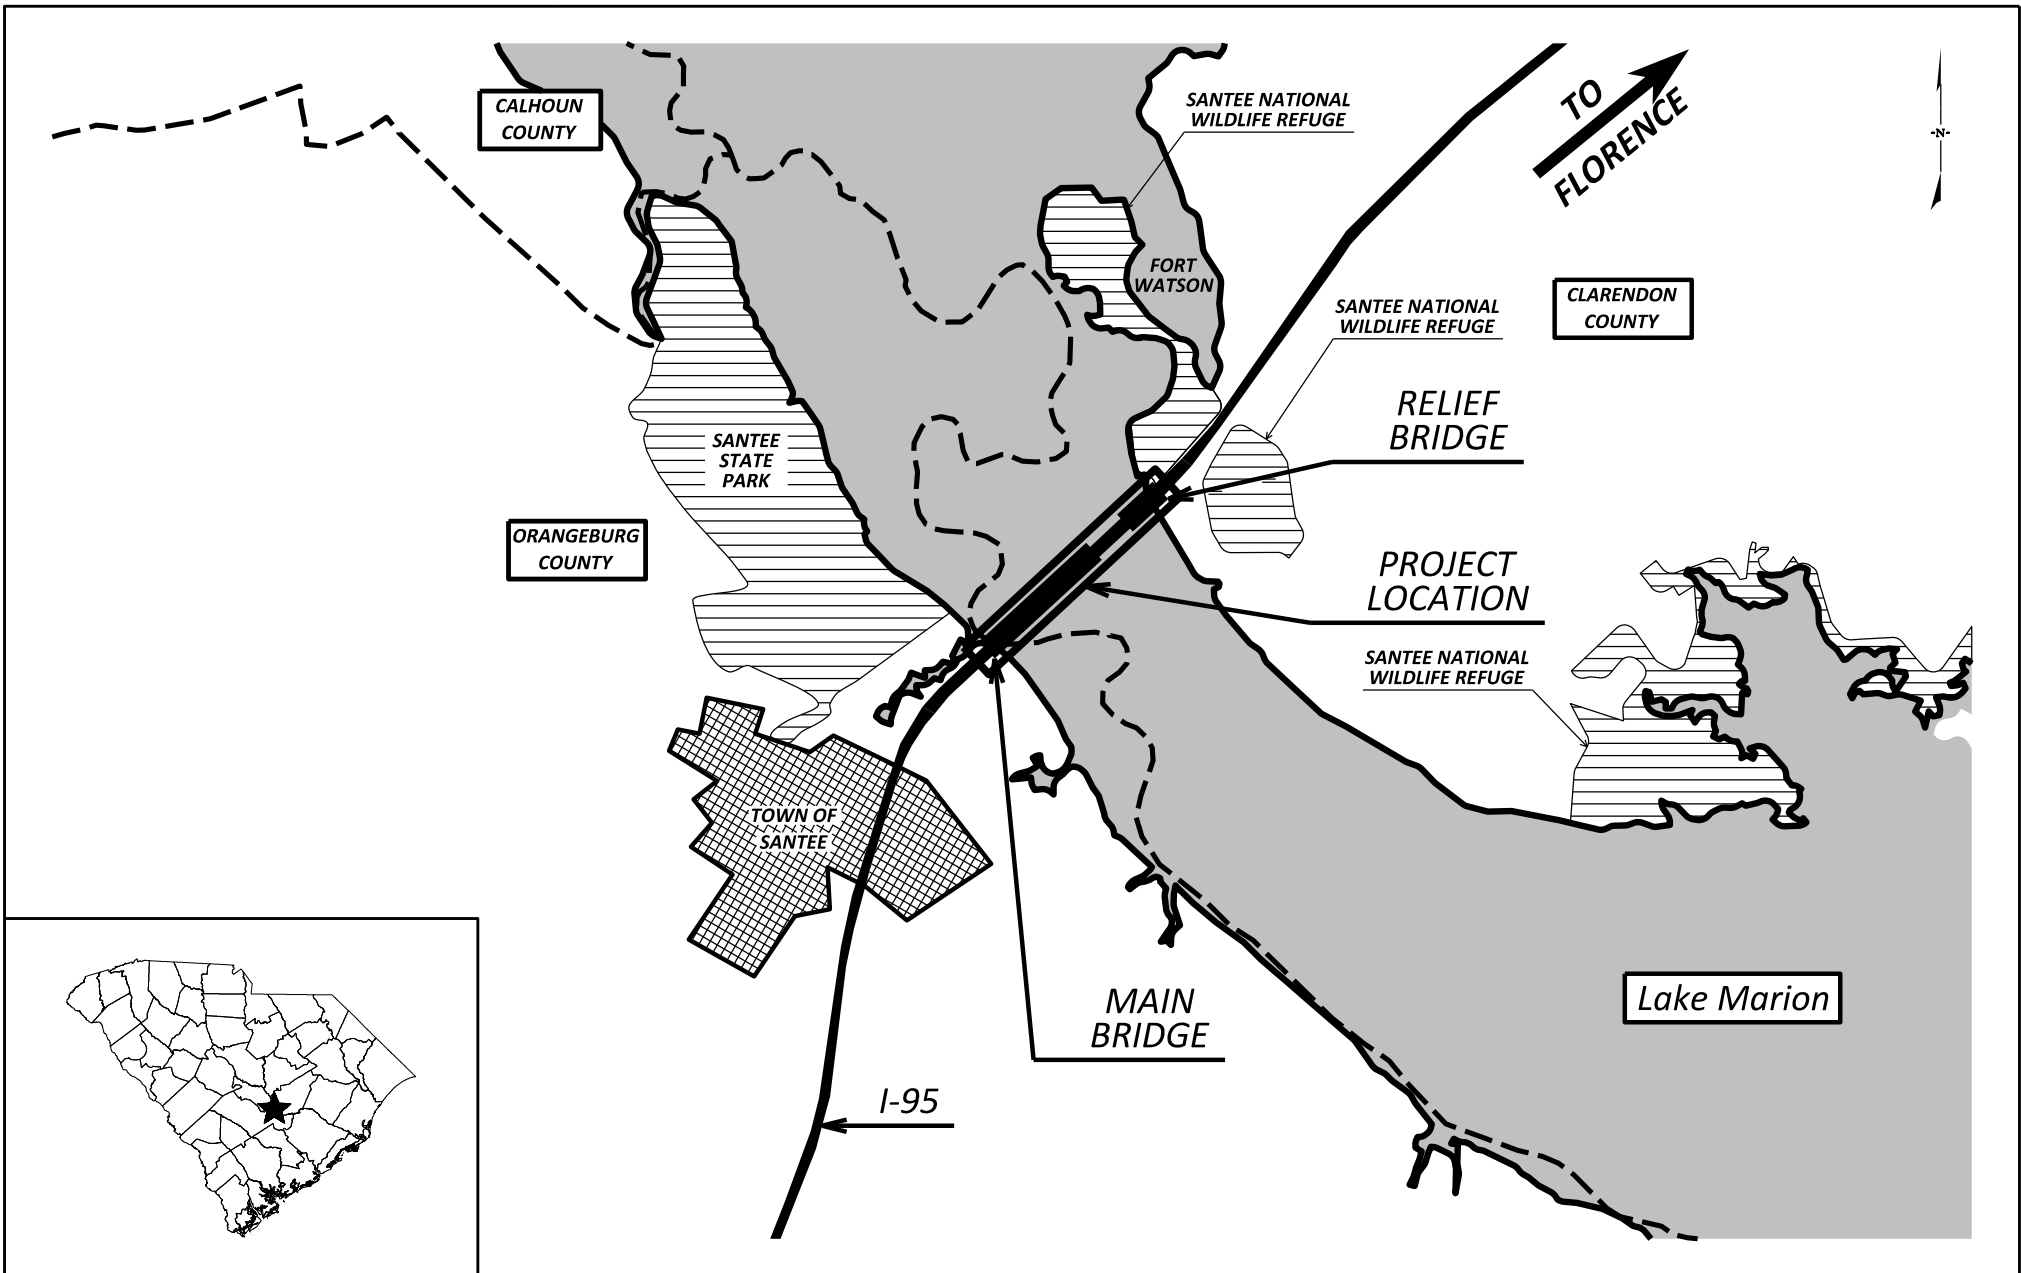 CALHOUN
COUNTY
SANTEE NATIONAL
WILDLIFE REFUGE
TO
FLORENCE
-N-
FORT
WATSON
SANTEE NATIONAL
WILDLIFE REFUGE
CLARENDON
COUNTY
RELIEF
BRIDGE
SANTEE
STATE
PARK
ORANGEBURG
COUNTY
PROJECT
LOCATION
SANTEE NATIONAL
WILDLIFE REFUGE
TOWN OF
SANTEE
MAIN
BRIDGE
Lake Marion
I-95